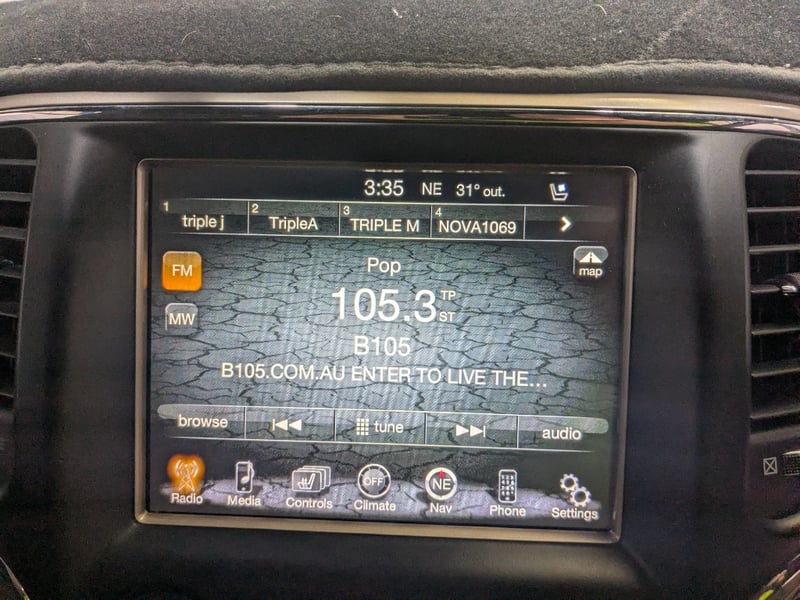 3:35 NE 31° out.
1 triple j 2 TripleA 3 TRIPLE M 4 NOVA1069
FM
Pop
map
105.3 TP ST
MW
B105
B105.COM.AU ENTER TO LIVE THE...
browse tune audio
OFF NE
Radio Media Controls Climate Nav Phone Settings